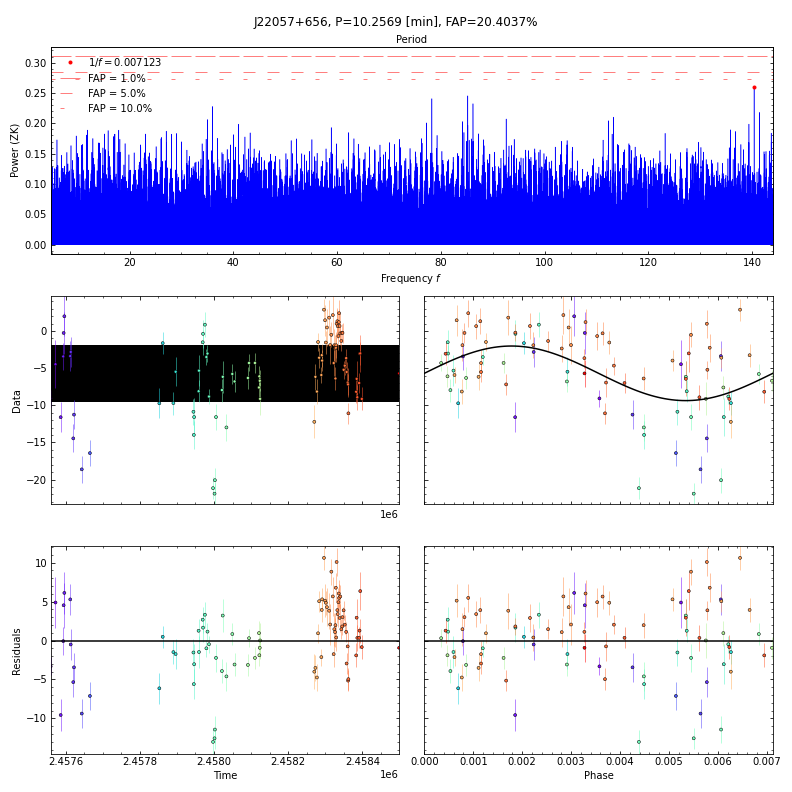 J22057+656, P=10.2569 [min], FAP=20.4037%
Period
Power (ZK)
0.30
0.25
0.20
0.15
0.10
0.05
0.00
1/f = 0.007123
FAP = 1.0%
FAP = 5.0%
FAP = 10.0%
20 40 60 80 100 120 140
Frequency f
Data
0
−5
−10
−15
−20
1e6
Residuals
10
5
0
−5
−10
2.4576 2.4578 2.4580 2.4582 2.4584
1e6
Time
0.000 0.001 0.002 0.003 0.004 0.005 0.006 0.007
Phase